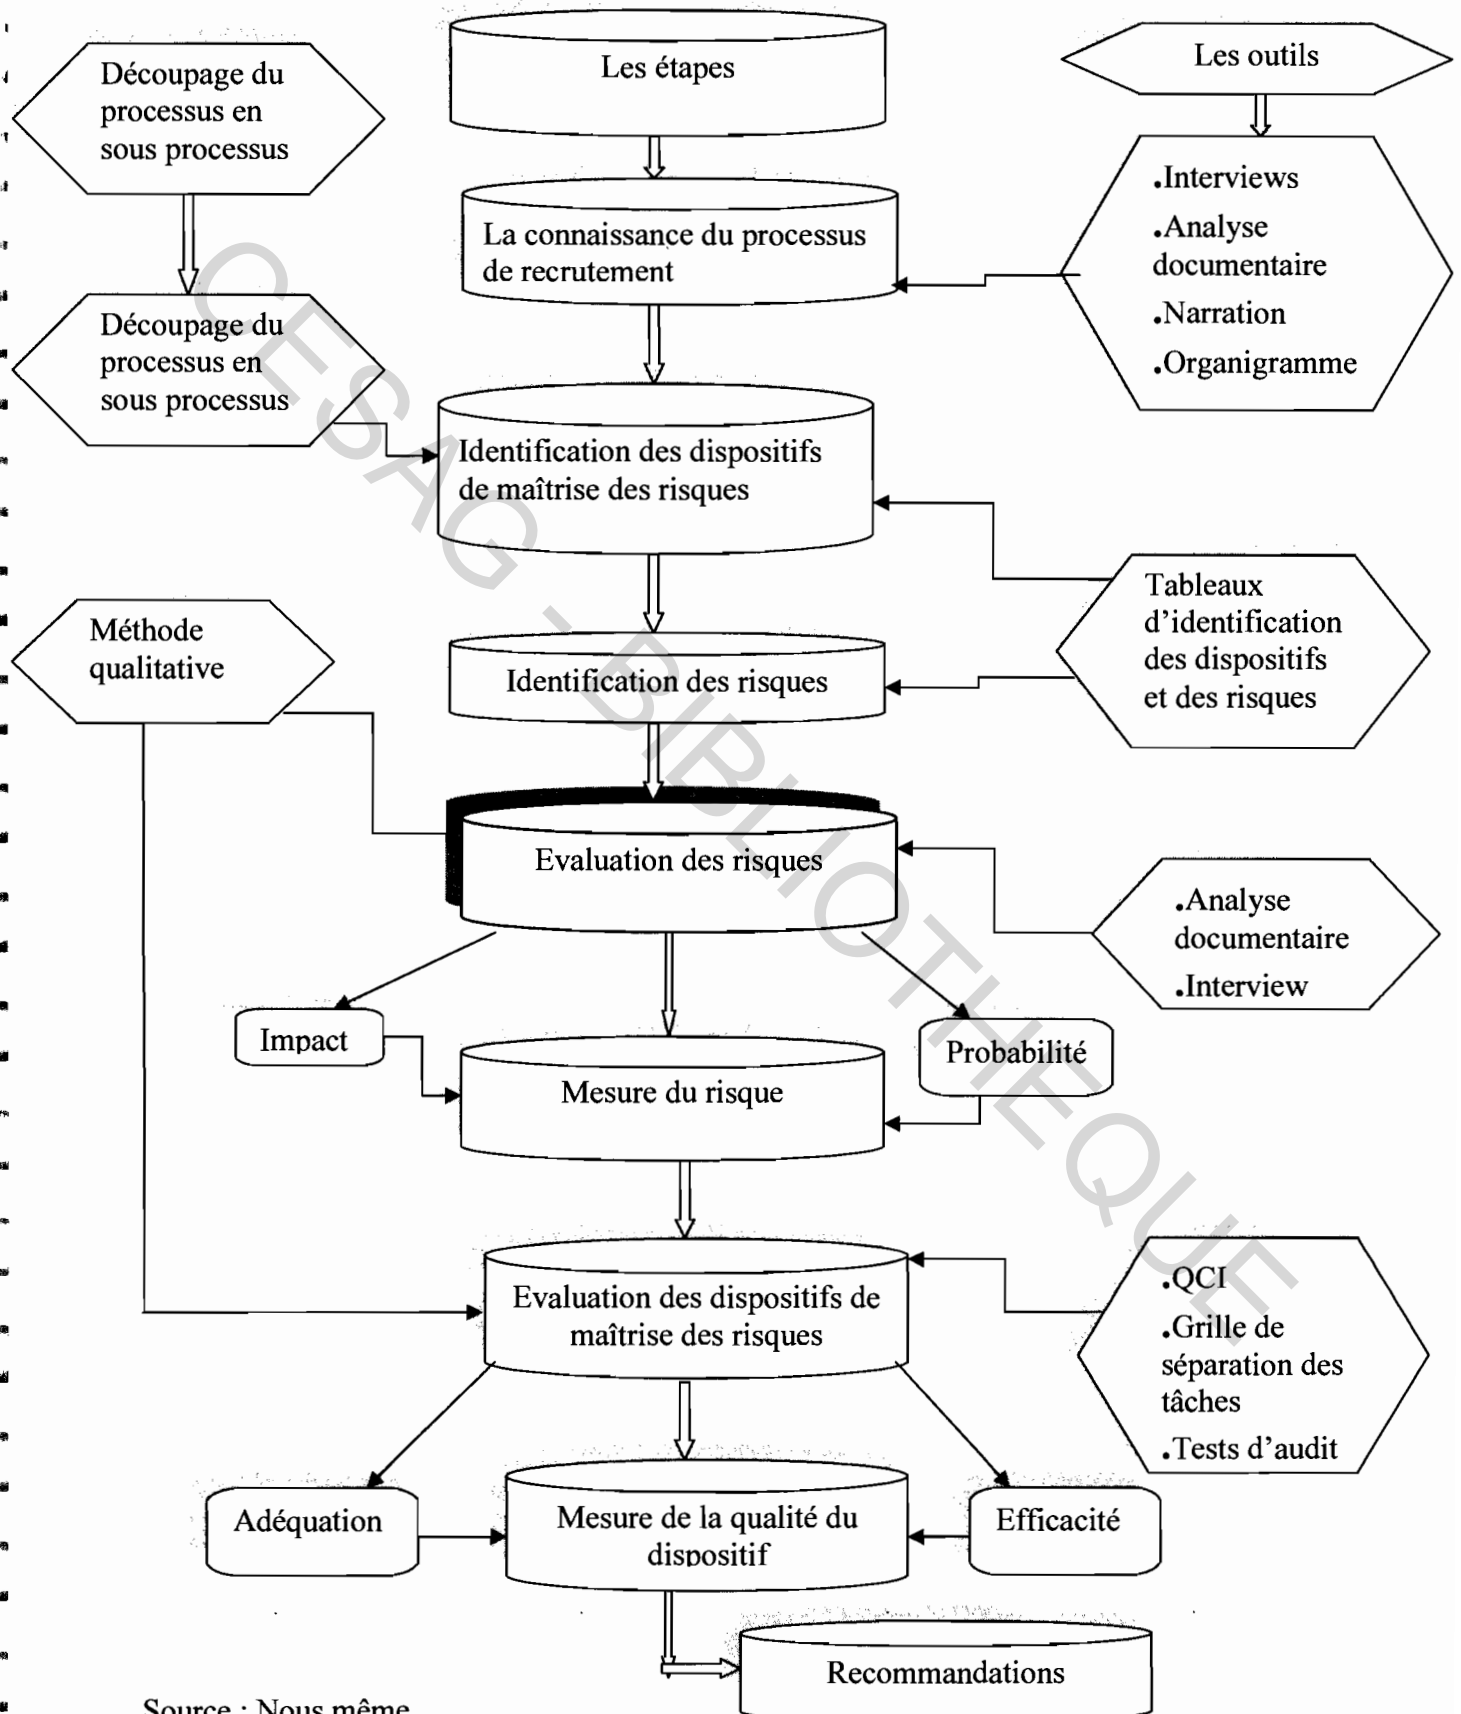 Découpage du
processus en
sous processus
Les étapes
Les outils
.Interviews
.Analyse
documentaire
.Narration
.Organigramme
La connaissance du processus
de recrutement
Découpage du
processus en
sous processus
Identification des dispositifs
de maîtrise des risques
Tableaux
d'identification
des dispositifs
et des risques
Méthode
qualitative
Identification des risques
Evaluation des risques
.Analyse
documentaire
.Interview
Impact
Probabilité
Mesure du risque
Evaluation des dispositifs de
maîtrise des risques
.QCI
.Grille de
séparation des
tâches
.Tests d'audit
Adéquation
Mesure de la qualité du
dispositif
Efficacité
Recommandations
Source : Nous même
CESAG - BIBLIOTHEQUE